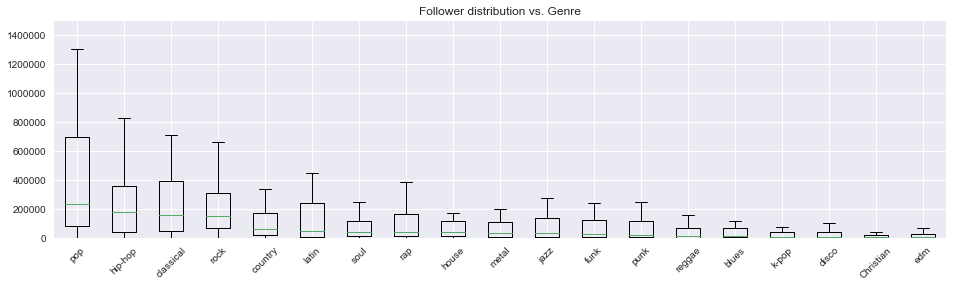 Follower distribution vs. Genre
1400000
1200000
1000000
800000
600000
400000
200000
0
pop
hip-hop
classical
rock
country
latin
soul
rap
house
metal
jazz
funk
punk
reggae
blues
k-pop
disco
Christian
edm